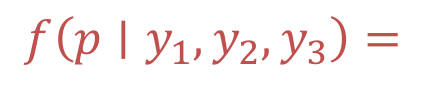 f(p | y₁, y₂, y₃) =